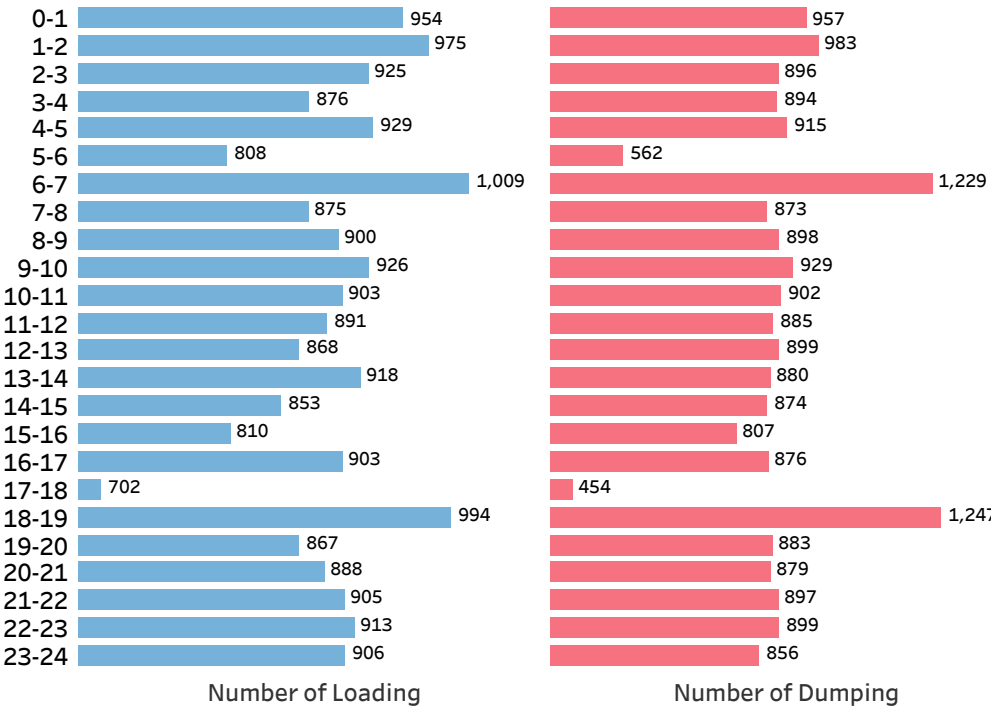 0-1 954 957
1-2 975 983
2-3 925 896
3-4 876 894
4-5 929 915
5-6 808 562
6-7 1,009 1,229
7-8 875 873
8-9 900 898
9-10 926 929
10-11 903 902
11-12 891 885
12-13 868 899
13-14 918 880
14-15 853 874
15-16 810 807
16-17 903 876
17-18 702 454
18-19 994 1,247
19-20 867 883
20-21 888 879
21-22 905 897
22-23 913 899
23-24 906 856
Number of Loading Number of Dumping